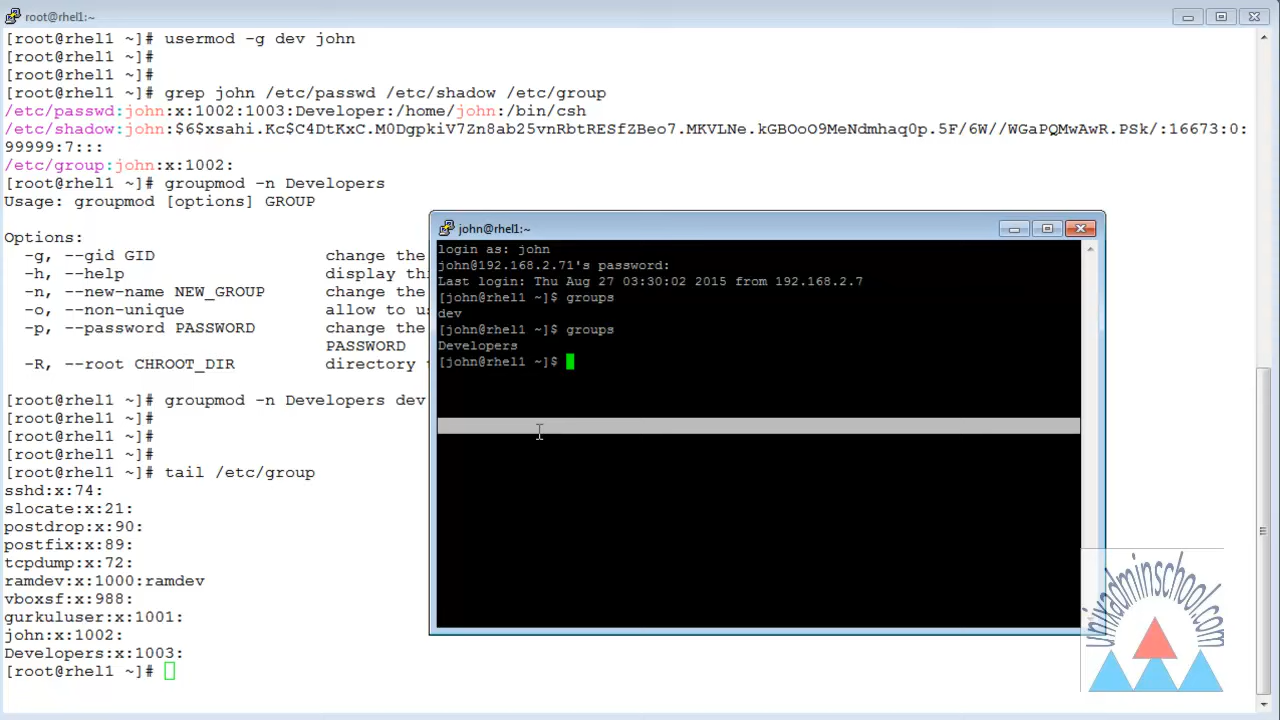 root@rhel1:~
[root@rhel1 ~]# usermod -g dev john
[root@rhel1 ~]#
[root@rhel1 ~]#
[root@rhel1 ~]# grep john /etc/passwd /etc/shadow /etc/group
/etc/passwd:john:x:1002:1003:Developer:/home/john:/bin/csh
/etc/shadow:john:$6$xsahi.Kc$C4DtKxC.M0DgpkiV7Zn8ab25vnRbtRESfZBeo7.MKVLNe.kGBOoO9MeNdmhaq0p.5F/6W//WGaPQMwAwR.PSk/:16673:0:
99999:7:::
/etc/group:john:x:1002:
[root@rhel1 ~]# groupmod -n Developers
Usage: groupmod [options] GROUP
Options:
-g, --gid GID change the
-h, --help display thi
-n, --new-name NEW_GROUP change the
-o, --non-unique allow to u
-p, --password PASSWORD change the
PASSWORD
-R, --root CHROOT_DIR directory
[root@rhel1 ~]# groupmod -n Developers dev
[root@rhel1 ~]#
[root@rhel1 ~]#
[root@rhel1 ~]#
[root@rhel1 ~]# tail /etc/group
sshd:x:74:
slocate:x:21:
postdrop:x:90:
postfix:x:89:
tcpdump:x:72:
ramdev:x:1000:ramdev
vboxsf:x:988:
gurkuluser:x:1001:
john:x:1002:
Developers:x:1003:
[root@rhel1 ~]#
john@rhel1:~
login as: john
john@192.168.2.71's password:
Last login: Thu Aug 27 03:30:02 2015 from 192.168.2.7
[john@rhel1 ~]$ groups
dev
[john@rhel1 ~]$ groups
Developers
[john@rhel1 ~]$
unixadminschool.com